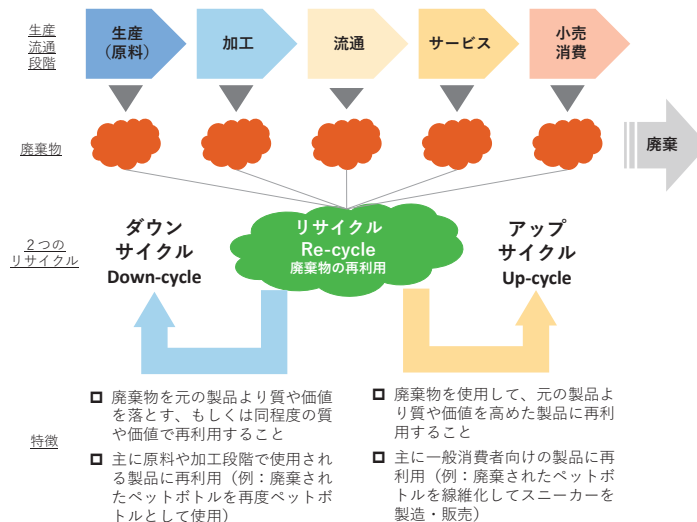 生産
流通
段階
生産
（原料）
加工
流通
サービス
小売
消費
廃棄物
廃棄
２つの
リサイクル
ダウン
サイクル
Down-cycle
リサイクル
Re-cycle
廃棄物の再利用
アップ
サイクル
Up-cycle
特徴
廃棄物を元の製品より質や価値
を落とす、もしくは同程度の質
や価値で再利用すること
主に原料や加工段階で使用され
る製品に再利用（例：廃棄され
たペットボトルを再度ペットボ
トルとして使用）
廃棄物を使用して、元の製品よ
り質や価値を高めた製品に再利
用すること
主に一般消費者向けの製品に再
利用（例：廃棄されたペットボ
トルを線維化してスニーカーを
製造・販売）